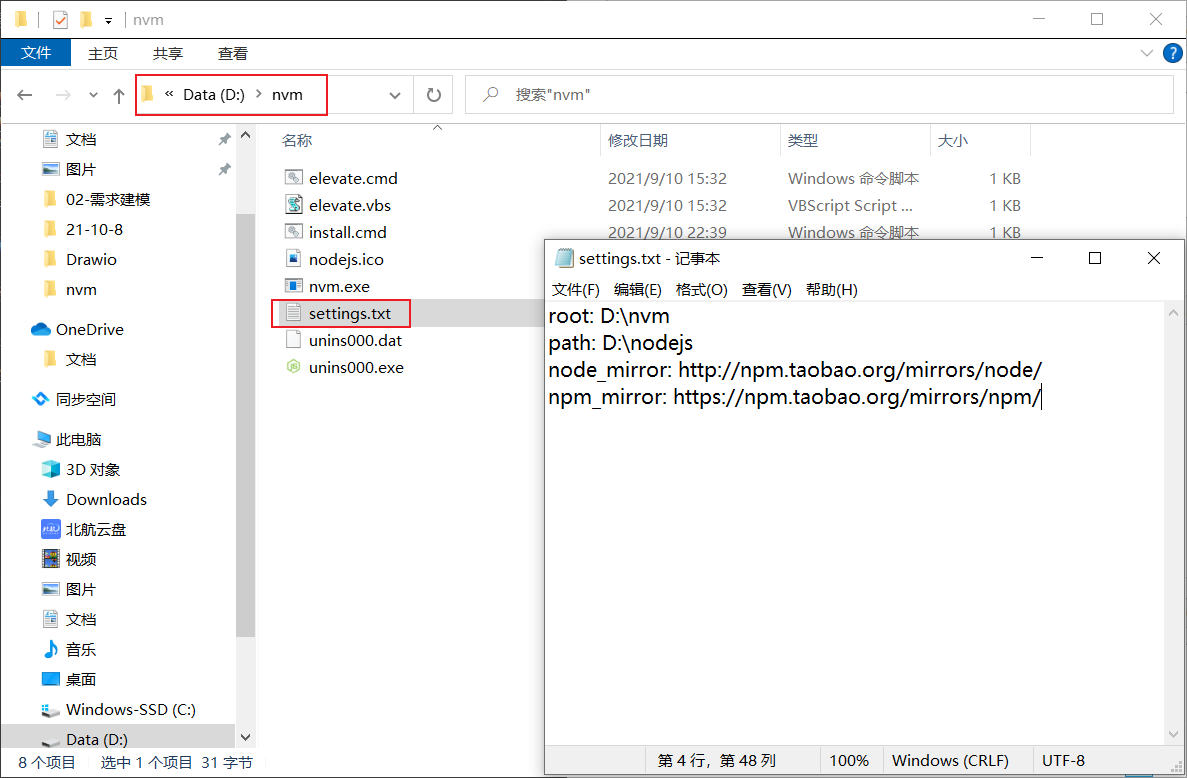 nvm
文件 主页 共享 查看
« Data (D:) > nvm
搜索"nvm"
文档
图片
02-需求建模
21-10-8
Drawio
nvm
OneDrive
文档
同步空间
此电脑
3D 对象
Downloads
北航云盘
视频
图片
文档
音乐
桌面
Windows-SSD (C:)
Data (D:)
名称 修改日期 类型 大小
elevate.cmd 2021/9/10 15:32 Windows 命令脚本 1 KB
elevate.vbs 2021/9/10 15:32 VBScript Script ... 1 KB
install.cmd 2021/9/10 22:39 Windows 命令脚本 1 KB
nodejs.ico
nvm.exe
settings.txt
unins000.dat
unins000.exe
settings.txt - 记事本
文件(F) 编辑(E) 格式(O) 查看(V) 帮助(H)
root: D:\nvm
path: D:\nodejs
node_mirror: http://npm.taobao.org/mirrors/node/
npm_mirror: https://npm.taobao.org/mirrors/npm/
第 4 行，第 48 列 100% Windows (CRLF) UTF-8
8 个项目 选中 1 个项目 31 字节